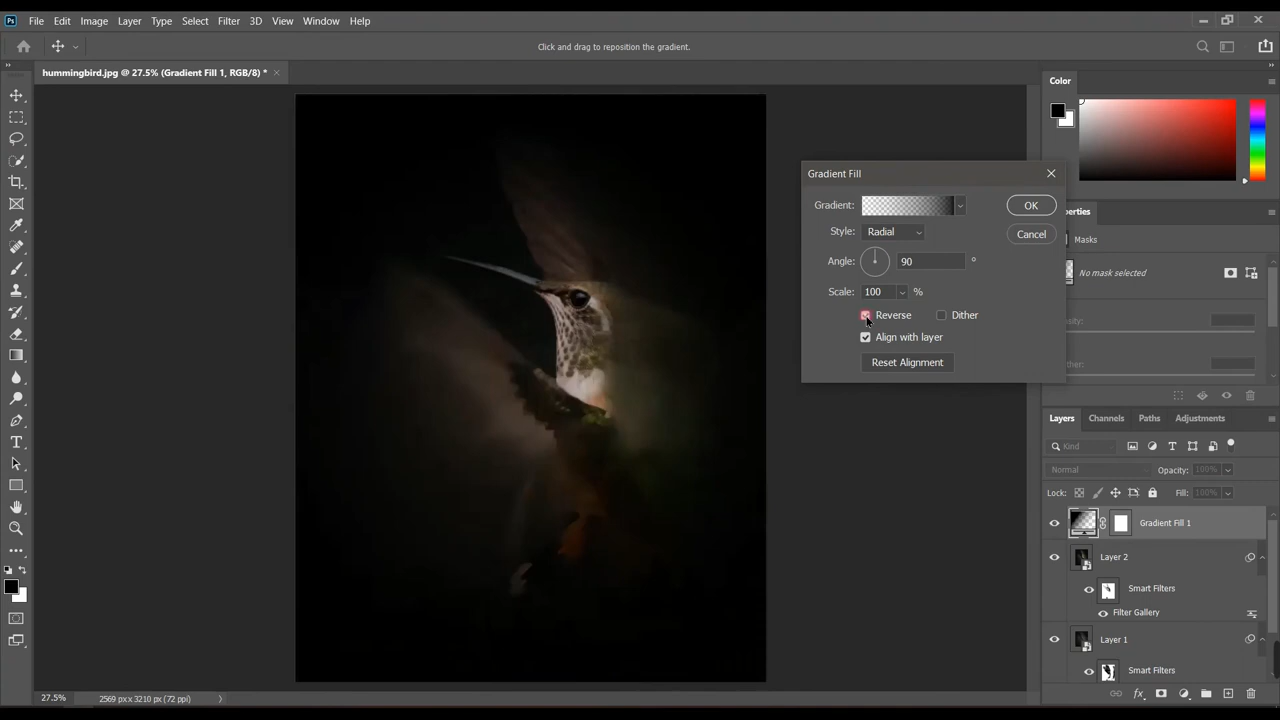 Ps File Edit Image Layer Type Select Filter 3D View Window Help
Click and drag to reposition the gradient.
hummingbird.jpg @ 27.5% (Gradient Fill 1, RGB/8) *
Color
Gradient Fill
Gradient:
OK
Style: Radial
Cancel
Angle: 90 °
Scale: 100 %
Reverse Dither
Align with layer
Reset Alignment
operties
Masks
No mask selected
Layers Channels Paths Adjustments
Kind
Normal Opacity: 100%
Lock: Fill: 100%
Gradient Fill 1
Layer 2
Smart Filters
Filter Gallery
Layer 1
Smart Filters
27.5% 2569 px x 3210 px (72 ppi)